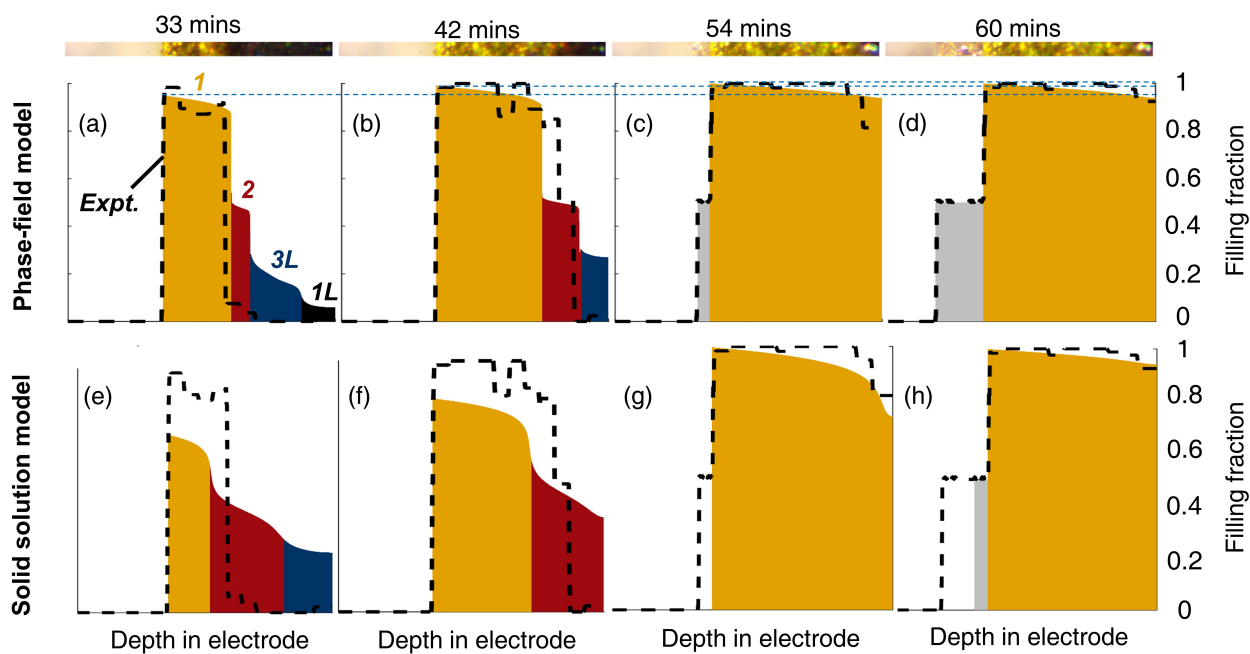 33 mins 42 mins 54 mins 60 mins
Phase-field model
(a) 1 2 3L 1L Expt.
(b)
(c)
(d)
1
0.8
0.6
0.4
0.2
0
Filling fraction
Solid solution model
(e)
(f)
(g)
(h)
1
0.8
0.6
0.4
0.2
0
Filling fraction
Depth in electrode Depth in electrode Depth in electrode Depth in electrode